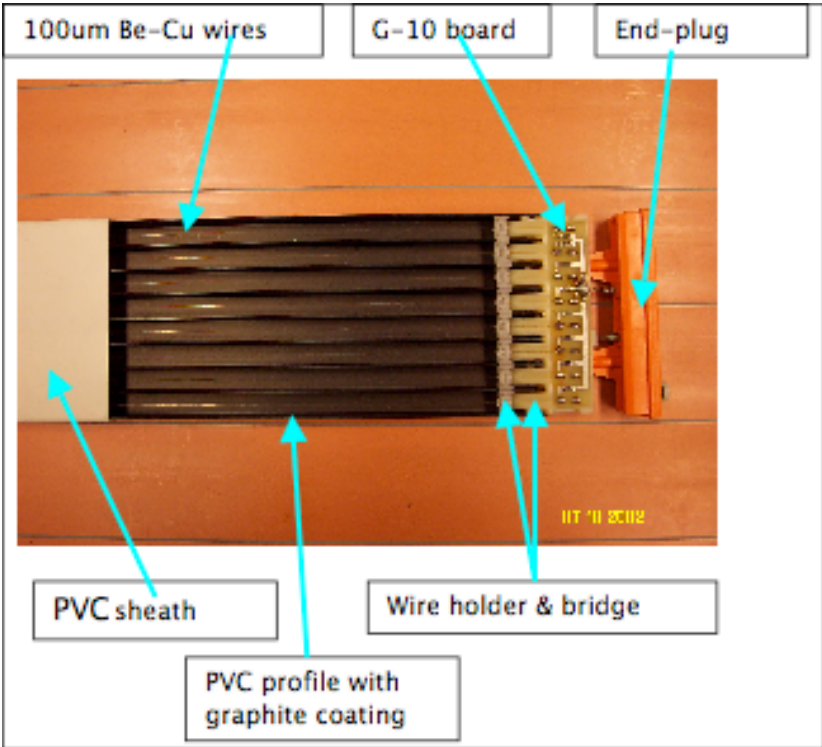 100um Be-Cu wires
G-10 board
End-plug
PVC sheath
Wire holder & bridge
PVC profile with
graphite coating